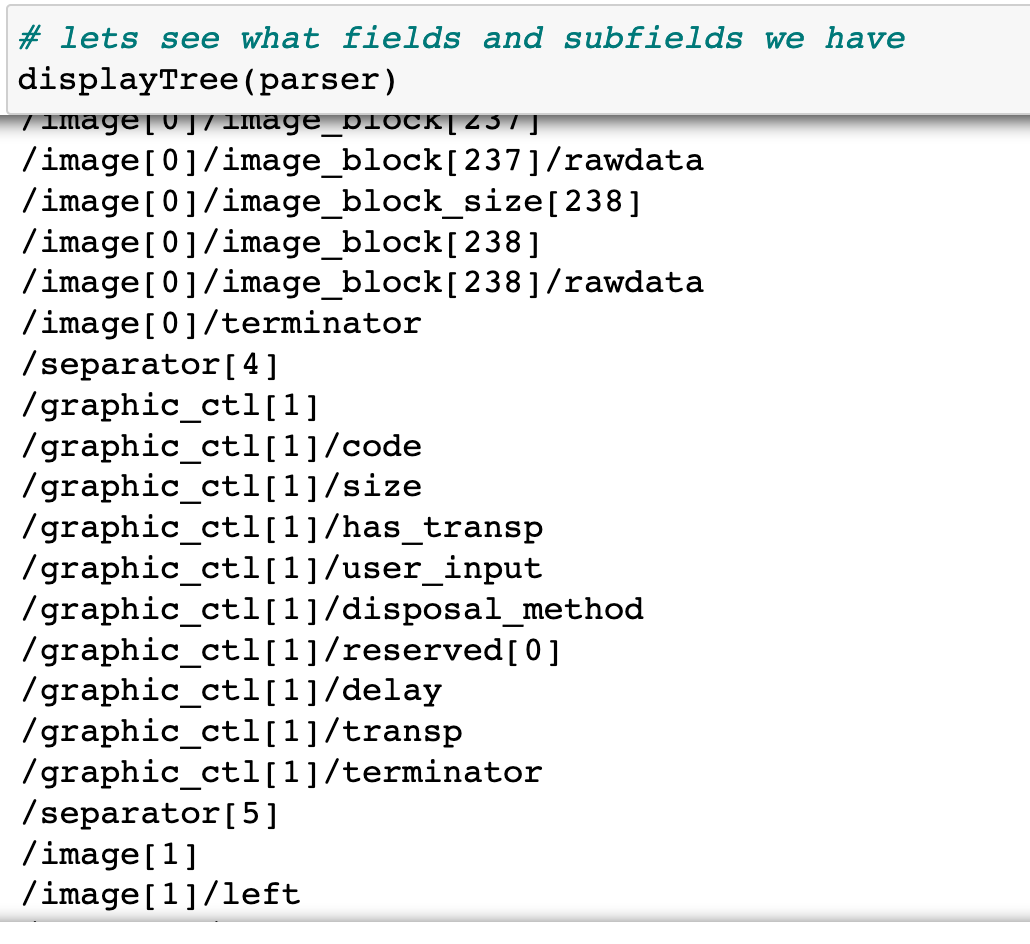 # lets see what fields and subfields we have
displayTree(parser)
/image[0]/image_block[237]
/image[0]/image_block[237]/rawdata
/image[0]/image_block_size[238]
/image[0]/image_block[238]
/image[0]/image_block[238]/rawdata
/image[0]/terminator
/separator[4]
/graphic_ctl[1]
/graphic_ctl[1]/code
/graphic_ctl[1]/size
/graphic_ctl[1]/has_transp
/graphic_ctl[1]/user_input
/graphic_ctl[1]/disposal_method
/graphic_ctl[1]/reserved[0]
/graphic_ctl[1]/delay
/graphic_ctl[1]/transp
/graphic_ctl[1]/terminator
/separator[5]
/image[1]
/image[1]/left